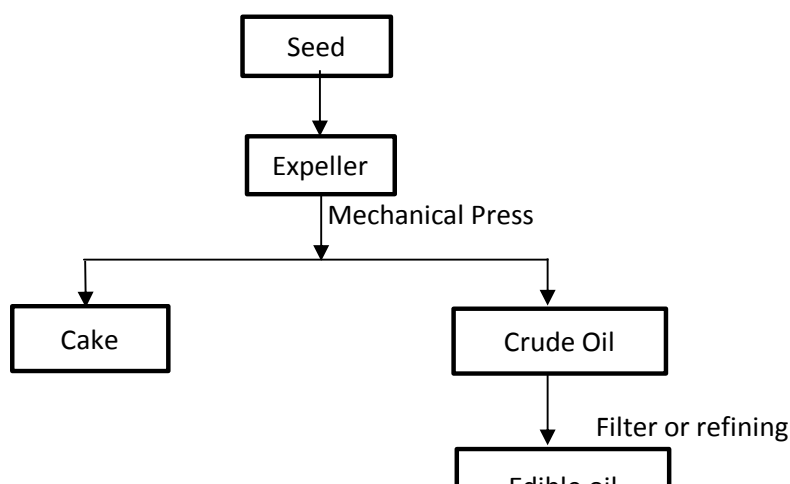 Seed
Expeller
Mechanical Press
Cake
Crude Oil
Filter or refining
Edible oil